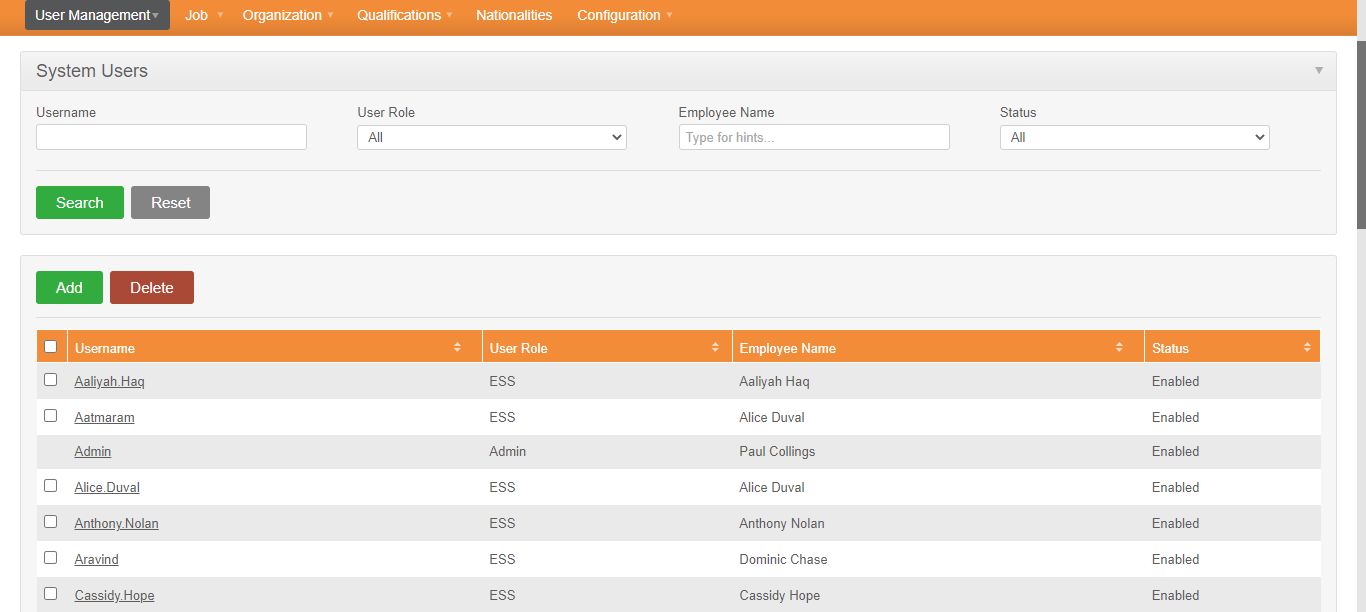 User Management Job Organization Qualifications Nationalities Configuration
System Users
Username User Role Employee Name Status
All Type for hints... All
Search Reset
Add Delete
Username User Role Employee Name Status
Aaliyah.Haq ESS Aaliyah Haq Enabled
Aatmaram ESS Alice Duval Enabled
Admin Admin Paul Collings Enabled
Alice.Duval ESS Alice Duval Enabled
Anthony.Nolan ESS Anthony Nolan Enabled
Aravind ESS Dominic Chase Enabled
Cassidy.Hope ESS Cassidy Hope Enabled